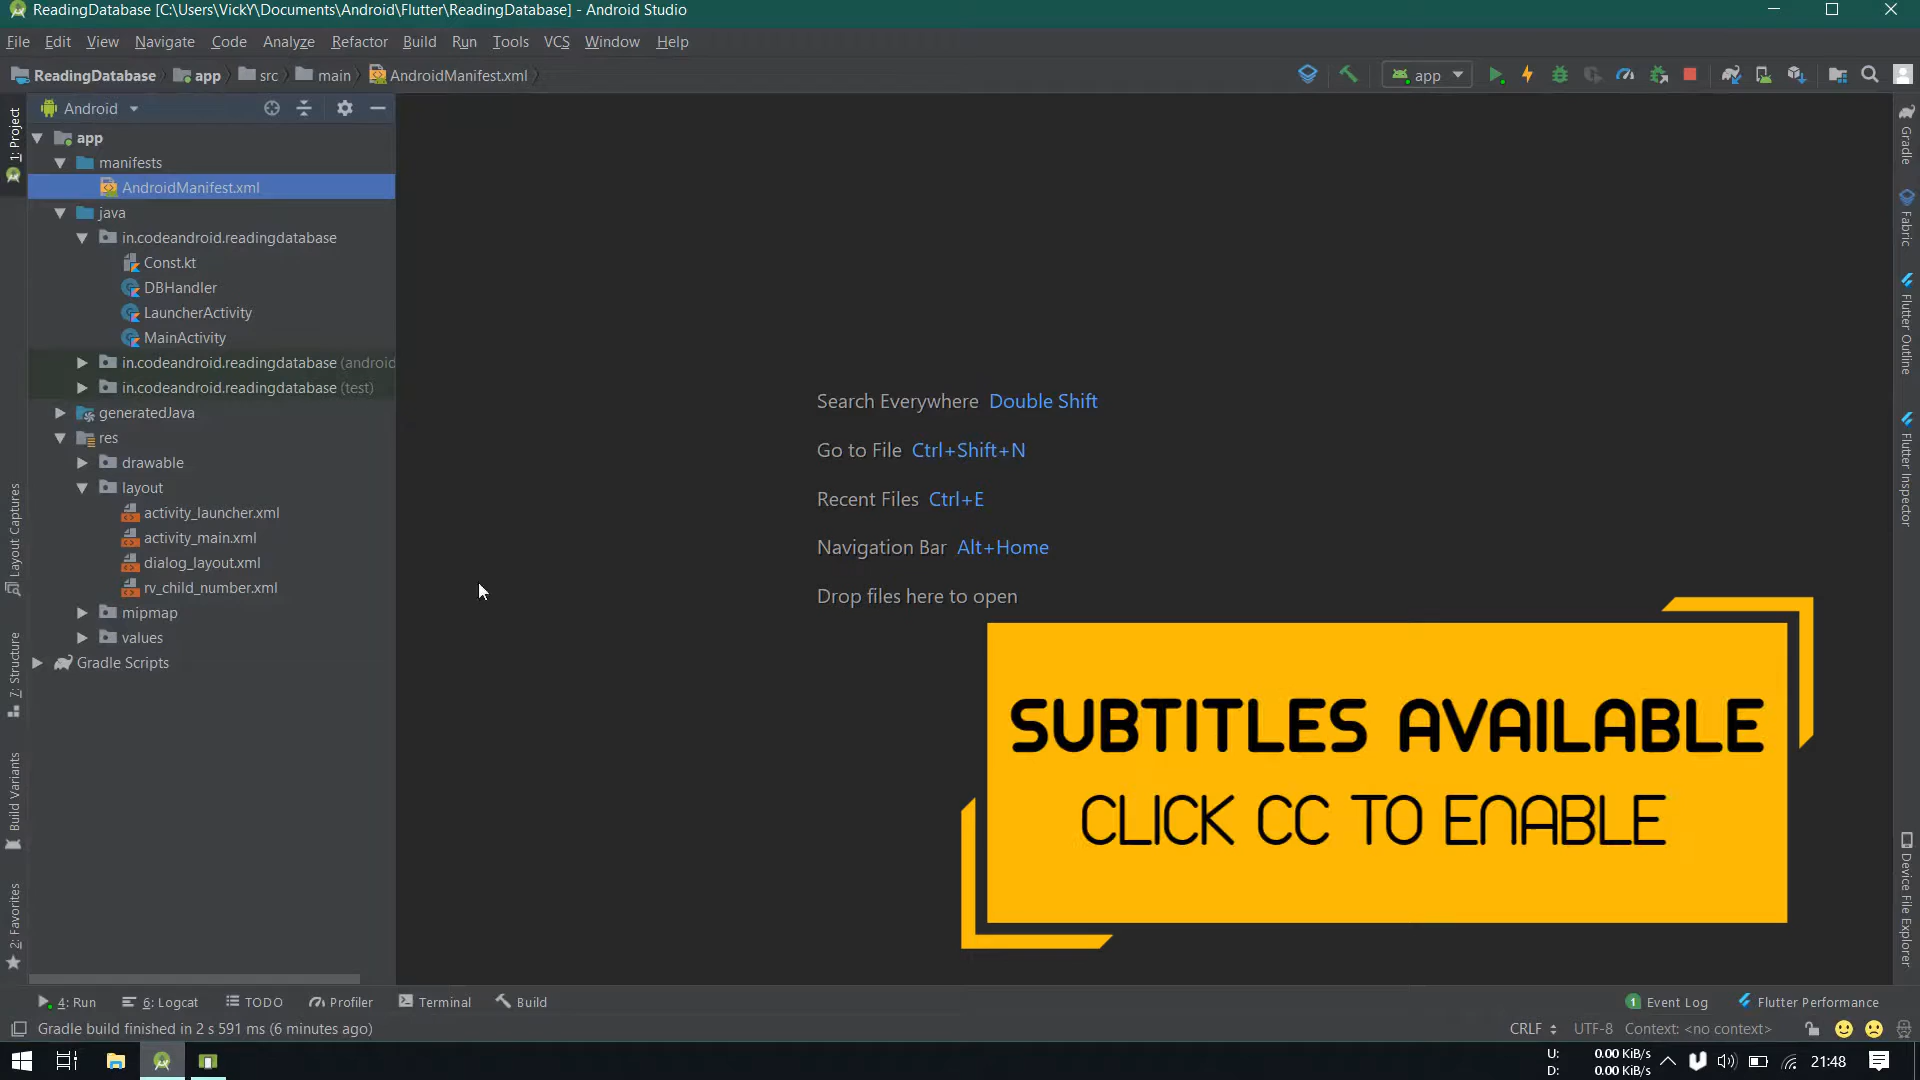 ReadingDatabase [C:\Users\VickY\Documents\Android\Flutter\ReadingDatabase] - Android Studio
File Edit View Navigate Code Analyze Refactor Build Run Tools VCS Window Help
ReadingDatabase app src main AndroidManifest.xml
app
Android
1: Project
app
manifests
AndroidManifest.xml
java
in.codeandroid.readingdatabase
Const.kt
DBHandler
LauncherActivity
MainActivity
in.codeandroid.readingdatabase (android
in.codeandroid.readingdatabase (test)
generatedJava
res
drawable
layout
activity_launcher.xml
activity_main.xml
dialog_layout.xml
rv_child_number.xml
mipmap
values
Gradle Scripts
Layout Captures
7: Structure
Build Variants
2: Favorites
Search Everywhere Double Shift
Go to File Ctrl+Shift+N
Recent Files Ctrl+E
Navigation Bar Alt+Home
Drop files here to open
SUBTITLES AVAILABLE
CLICK CC TO ENABLE
Gradle
Fabric
Flutter Outline
Flutter Inspector
Device File Explorer
4: Run 6: Logcat TODO Profiler Terminal Build
1 Event Log Flutter Performance
Gradle build finished in 2 s 591 ms (6 minutes ago)
CRLF UTF-8 Context: <no context>
U: 0.00 KiB/s
D: 0.00 KiB/s
21:48